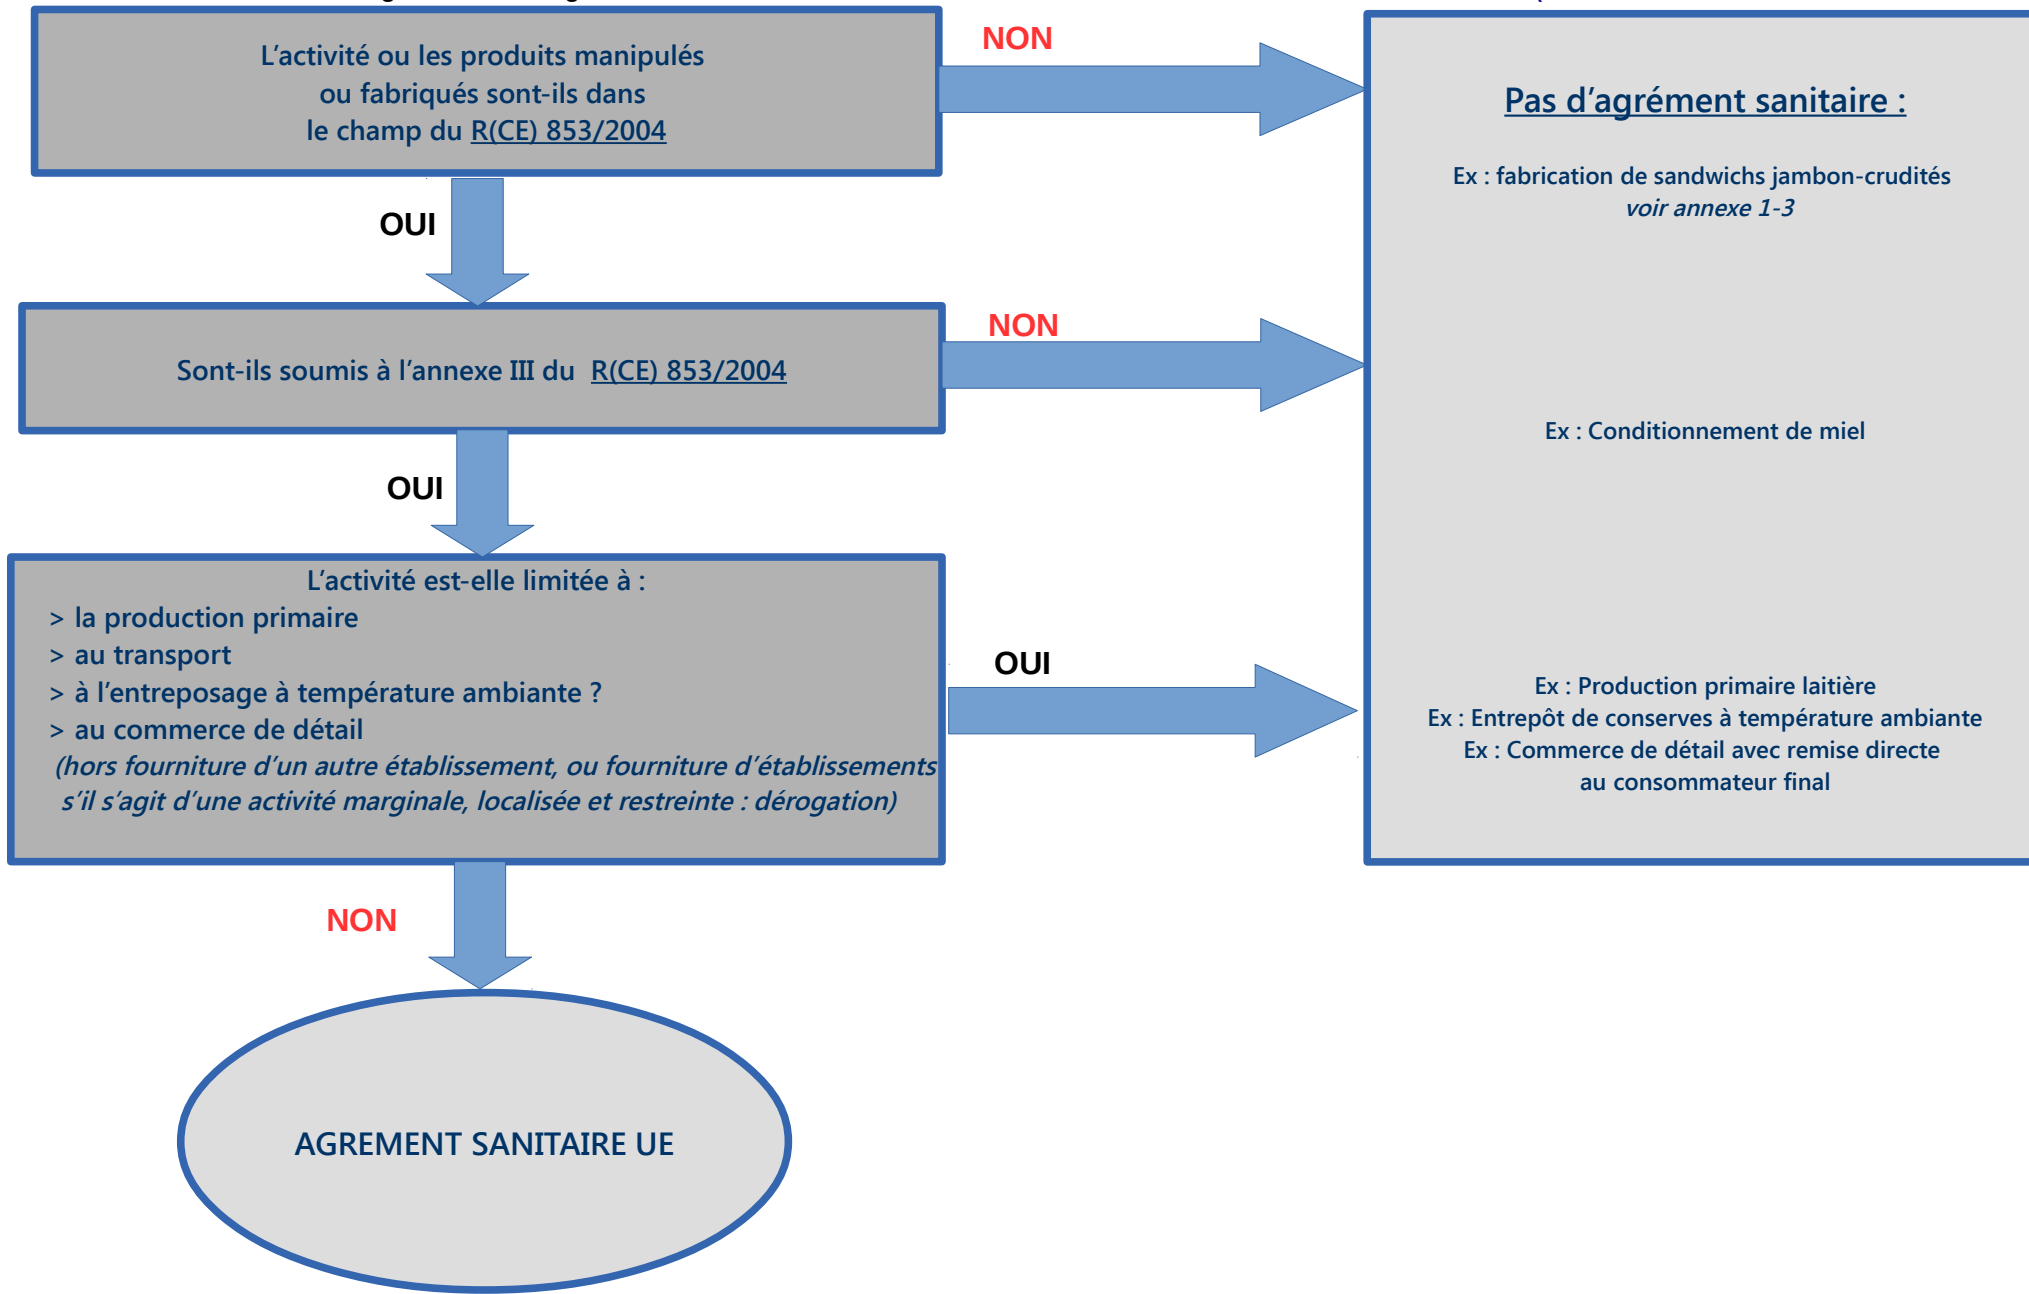 L’activité ou les produits manipulés
ou fabriqués sont-ils dans
le champ du R(CE) 853/2004
NON
Pas d’agrément sanitaire :
Ex : fabrication de sandwichs jambon-crudités
voir annexe 1-3
OUI
Sont-ils soumis à l’annexe III du R(CE) 853/2004
NON
Ex : Conditionnement de miel
OUI
L’activité est-elle limitée à :
> la production primaire
> au transport
> à l’entreposage à température ambiante ?
> au commerce de détail
(hors fourniture d’un autre établissement, ou fourniture d’établissements
s’il s’agit d’une activité marginale, localisée et restreinte : dérogation)
OUI
Ex : Production primaire laitière
Ex : Entrepôt de conserves à température ambiante
Ex : Commerce de détail avec remise directe
au consommateur final
NON
AGREMENT SANITAIRE UE